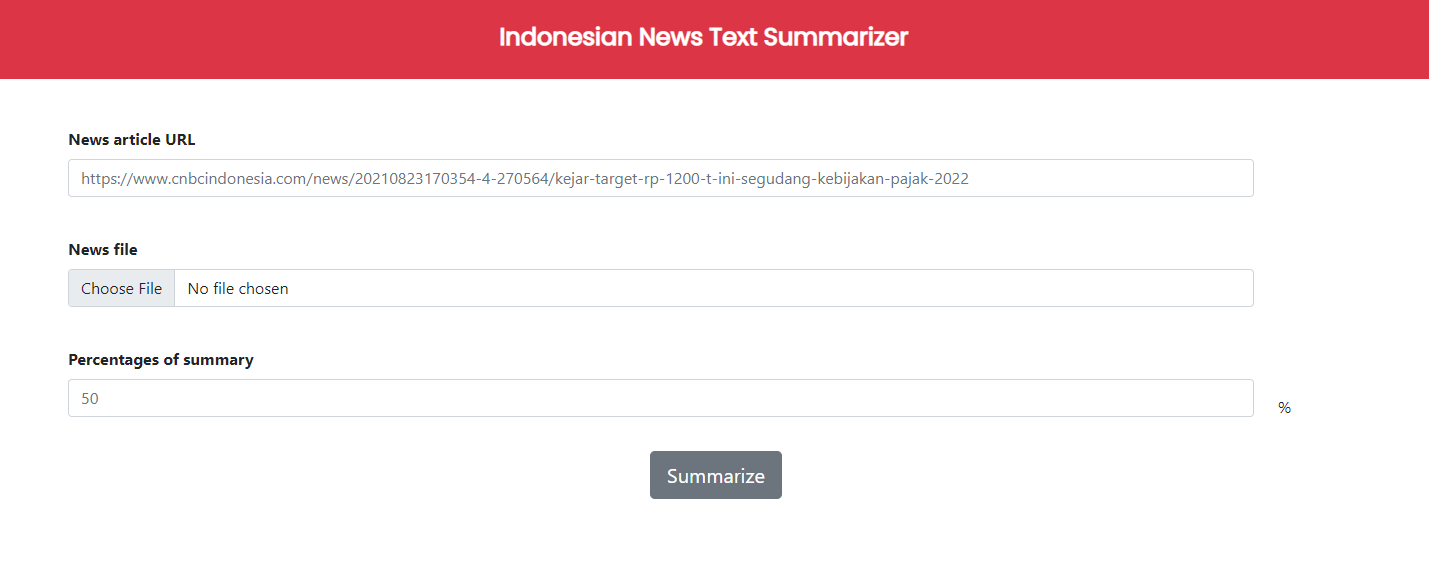 Indonesian News Text Summarizer
News article URL
https://www.cnbcindonesia.com/news/20210823170354-4-270564/kejar-target-rp-1200-t-ini-segudang-kebijakan-pajak-2022
News file
Choose File No file chosen
Percentages of summary
50 %
Summarize